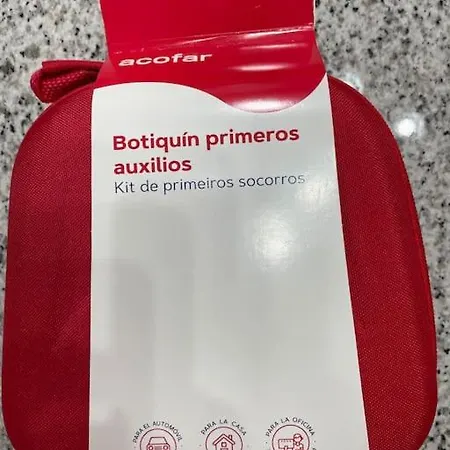 acofar
Botiquín primeros
auxilios
Kit de primeiros socorros
PARA EL AUTOMÓVIL
PARA LA CASA
PARA LA OFICINA